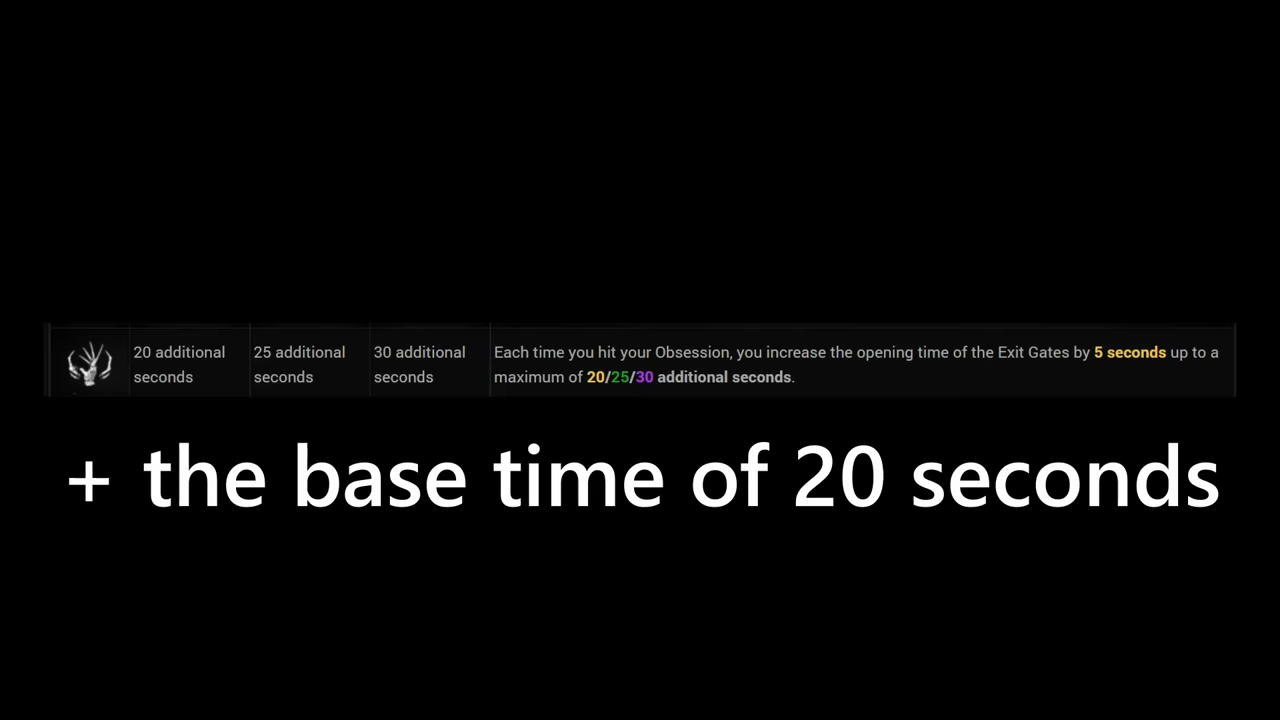 20 additional seconds
25 additional seconds
30 additional seconds
Each time you hit your Obsession, you increase the opening time of the Exit Gates by 5 seconds up to a
maximum of 20/25/30 additional seconds.
+ the base time of 20 seconds